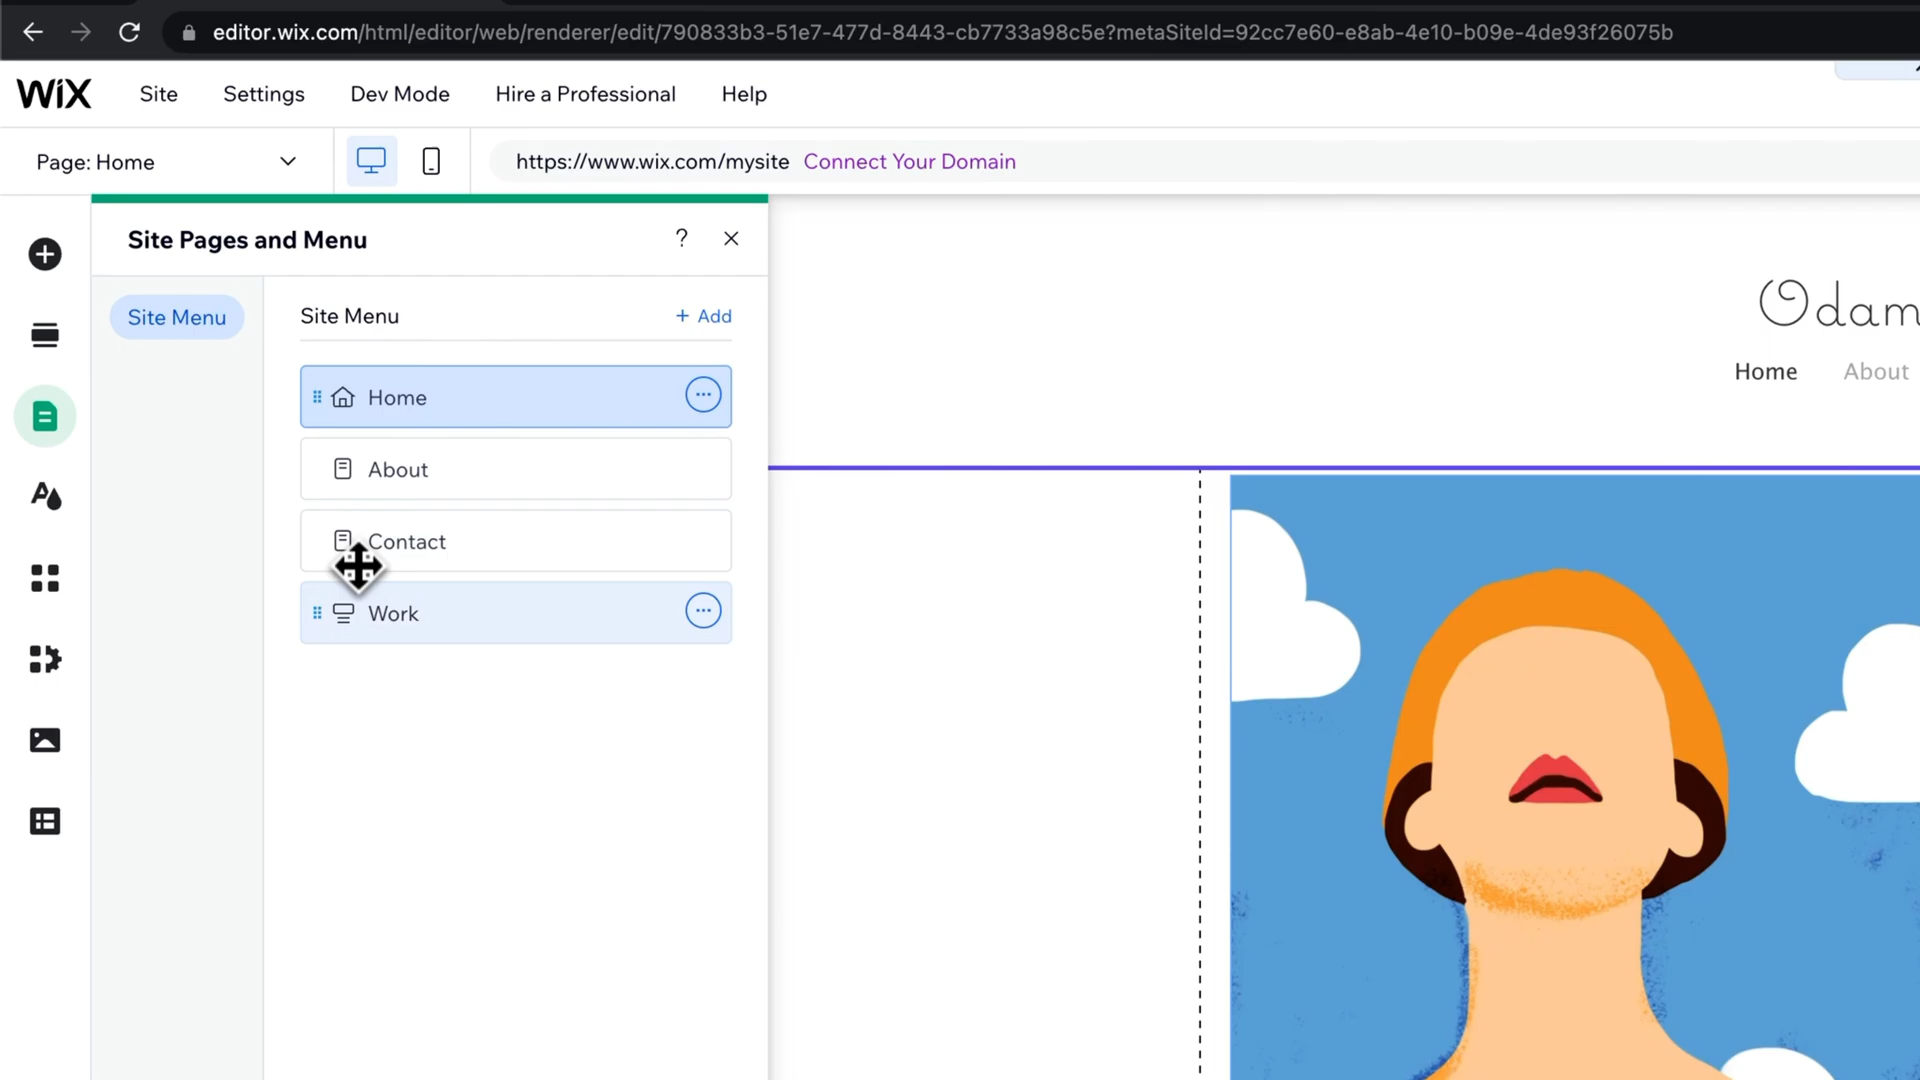 editor.wix.com/html/editor/web/renderer/edit/790833b3-51e7-477d-8443-cb7733a98c5e?metaSiteId=92cc7e60-e8ab-4e10-b09e-4de93f26075b
WiX Site Settings Dev Mode Hire a Professional Help
Page: Home https://www.wix.com/mysite Connect Your Domain
Site Pages and Menu ?
Site Menu
Site Menu + Add
Home
About
Contact
Work
Odam
Home About